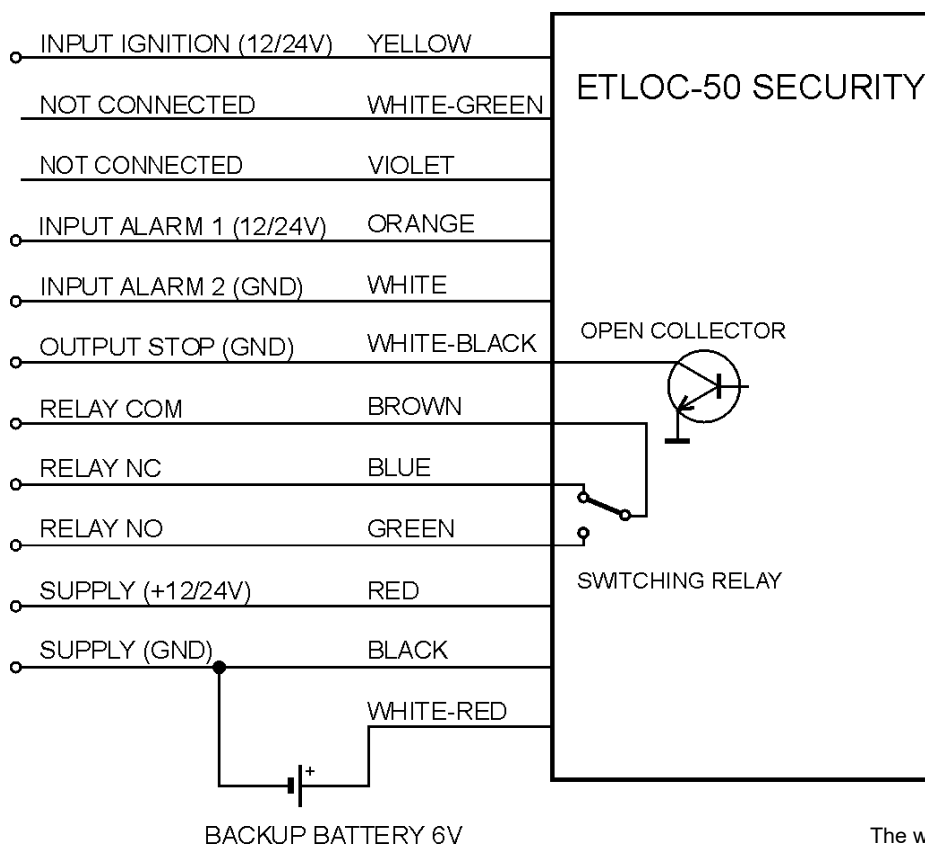 INPUT IGNITION (12/24V) YELLOW
ETLOC-50 SECURITY
NOT CONNECTED WHITE-GREEN
NOT CONNECTED VIOLET
INPUT ALARM 1 (12/24V) ORANGE
INPUT ALARM 2 (GND) WHITE
OPEN COLLECTOR
OUTPUT STOP (GND) WHITE-BLACK
RELAY COM BROWN
RELAY NC BLUE
RELAY NO GREEN
SWITCHING RELAY
SUPPLY (+12/24V) RED
SUPPLY (GND) BLACK
WHITE-RED
+
BACKUP BATTERY 6V
The w